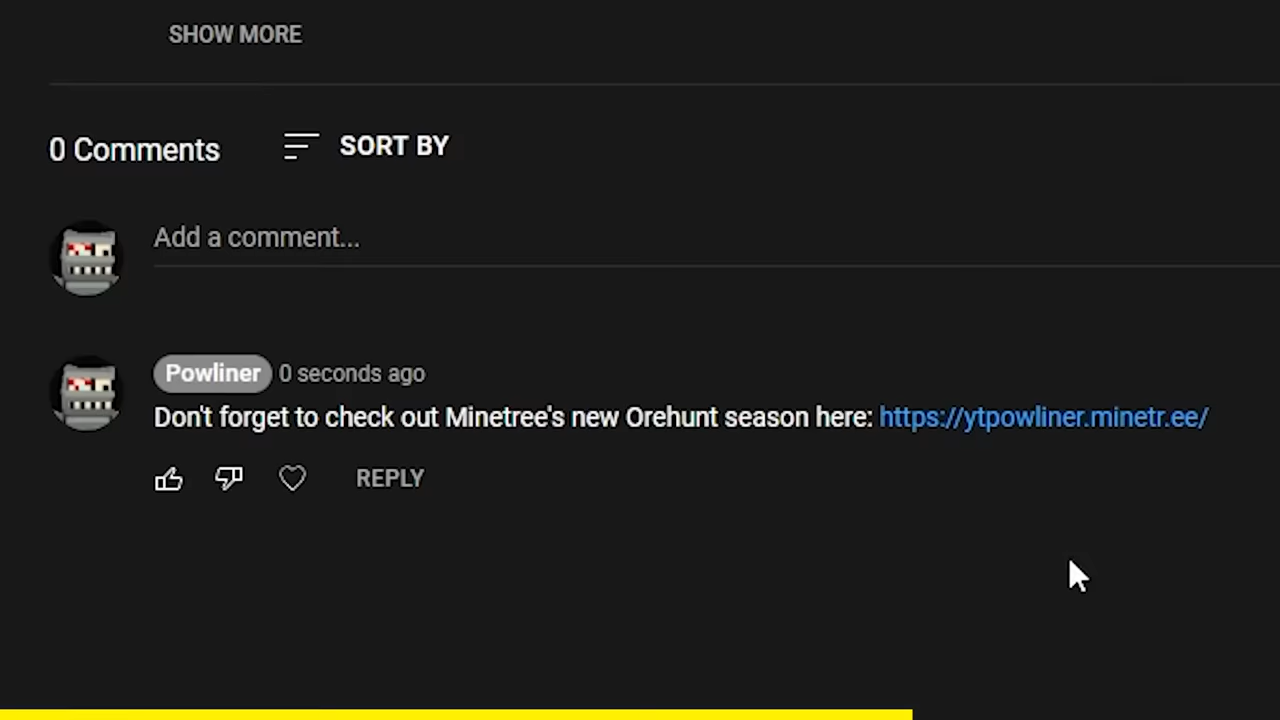 SHOW MORE
0 Comments
SORT BY
Add a comment...
Powliner 0 seconds ago
Don't forget to check out Minetree's new Orehunt season here: https://ytpowliner.minetr.ee/
REPLY